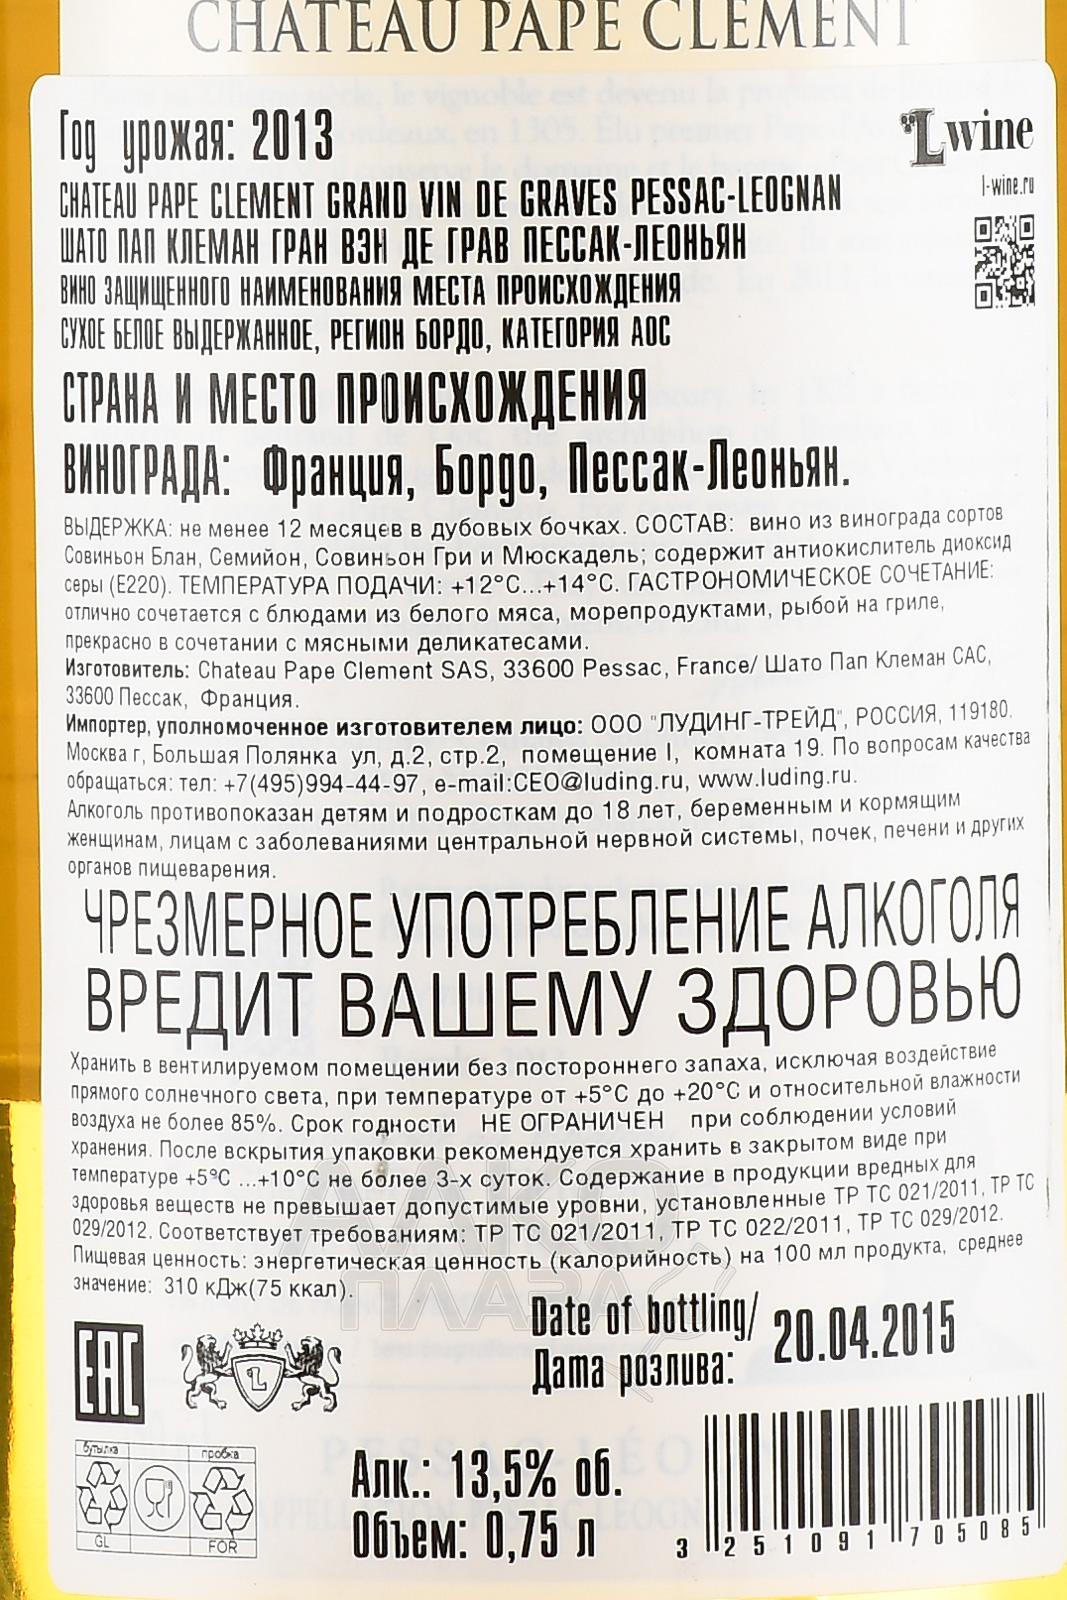 CHATEAU PAPE CLEMENT
Год урожая: 2013
Lwine
l-wine.ru
CHATEAU PAPE CLEMENT GRAND VIN DE GRAVES PESSAC-LEOGNAN
ШАТО ПАП КЛЕМАН ГРАН ВЭН ДЕ ГРАВ ПЕССАК-ЛЕОНЬЯН
ВИНО ЗАЩИЩЕННОГО НАИМЕНОВАНИЯ МЕСТА ПРОИСХОЖДЕНИЯ
СУХОЕ БЕЛОЕ ВЫДЕРЖАННОЕ, РЕГИОН БОРДО, КАТЕГОРИЯ АОС
СТРАНА И МЕСТО ПРОИСХОЖДЕНИЯ
ВИНОГРАДА: Франция, Бордо, Пессак-Леоньян.
ВЫДЕРЖКА: не менее 12 месяцев в дубовых бочках. СОСТАВ: вино из винограда сортов
Совиньон Блан, Семийон, Совиньон Гри и Мюскадель; содержит антиокислитель диоксид
серы (Е220). ТЕМПЕРАТУРА ПОДАЧИ: +12°С...+14°С. ГАСТРОНОМИЧЕСКОЕ СОЧЕТАНИЕ:
отлично сочетается с блюдами из белого мяса, морепродуктами, рыбой на гриле,
прекрасно в сочетании с мясными деликатесами.
Изготовитель: Chateau Pape Clement SAS, 33600 Pessac, France/ Шато Пап Клеман САС,
33600 Пессак, Франция.
Импортер, уполномоченное изготовителем лицо: ООО "ЛУДИНГ-ТРЕЙД", РОССИЯ, 119180.
Москва г, Большая Полянка ул, д.2, стр.2, помещение I, комната 19. По вопросам качества
обращаться: тел: +7(495)994-44-97, e-mail:CEO@luding.ru, www.luding.ru.
Алкоголь противопоказан детям и подросткам до 18 лет, беременным и кормящим
женщинам, лицам с заболеваниями центральной нервной системы, почек, печени и других
органов пищеварения.
ЧРЕЗМЕРНОЕ УПОТРЕБЛЕНИЕ АЛКОГОЛЯ
ВРЕДИТ ВАШЕМУ ЗДОРОВЬЮ
Хранить в вентилируемом помещении без постороннего запаха, исключая воздействие
прямого солнечного света, при температуре от +5°С до +20°С и относительной влажности
воздуха не более 85%. Срок годности НЕ ОГРАНИЧЕН при соблюдении условий
хранения. После вскрытия упаковки рекомендуется хранить в закрытом виде при
температуре +5°С ...+10°С не более 3-х суток. Содержание в продукции вредных для
здоровья веществ не превышает допустимые уровни, установленные ТР ТС 021/2011, ТР ТС
029/2012. Соответствует требованиям: ТР ТС 021/2011, ТР ТС 022/2011, ТР ТС 029/2012.
Пищевая ценность: энергетическая ценность (калорийность) на 100 мл продукта, среднее
значение: 310 кДж(75 ккал).
АЛКО
ПЛАЗА
Date of bottling/
Дата розлива: 20.04.2015
EAC
L
бутылка
пробка
GL
FOR
Алк.: 13,5% об.
Объем: 0,75 л
3 251091 705085